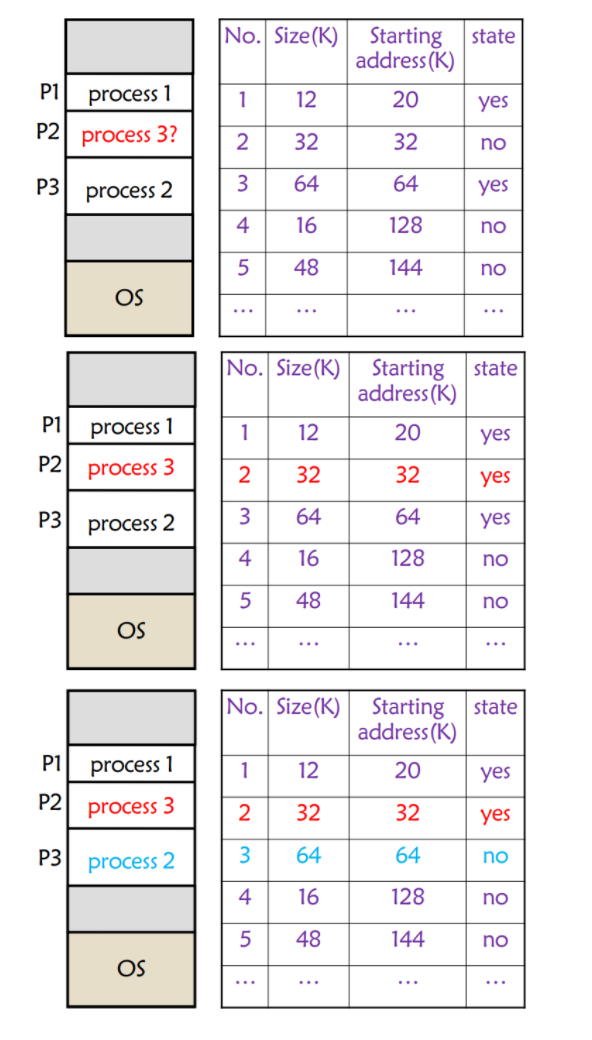 No. Size(K) Starting address(K) state
P1 process 1 1 12 20 yes
P2 process 3? 2 32 32 no
P3 process 2 3 64 64 yes
4 16 128 no
OS 5 48 144 no
... ... ... ...
No. Size(K) Starting address(K) state
P1 process 1 1 12 20 yes
P2 process 3 2 32 32 yes
P3 process 2 3 64 64 yes
4 16 128 no
OS 5 48 144 no
... ... ... ...
No. Size(K) Starting address(K) state
P1 process 1 1 12 20 yes
P2 process 3 2 32 32 yes
P3 process 2 3 64 64 no
4 16 128 no
OS 5 48 144 no
... ... ... ...